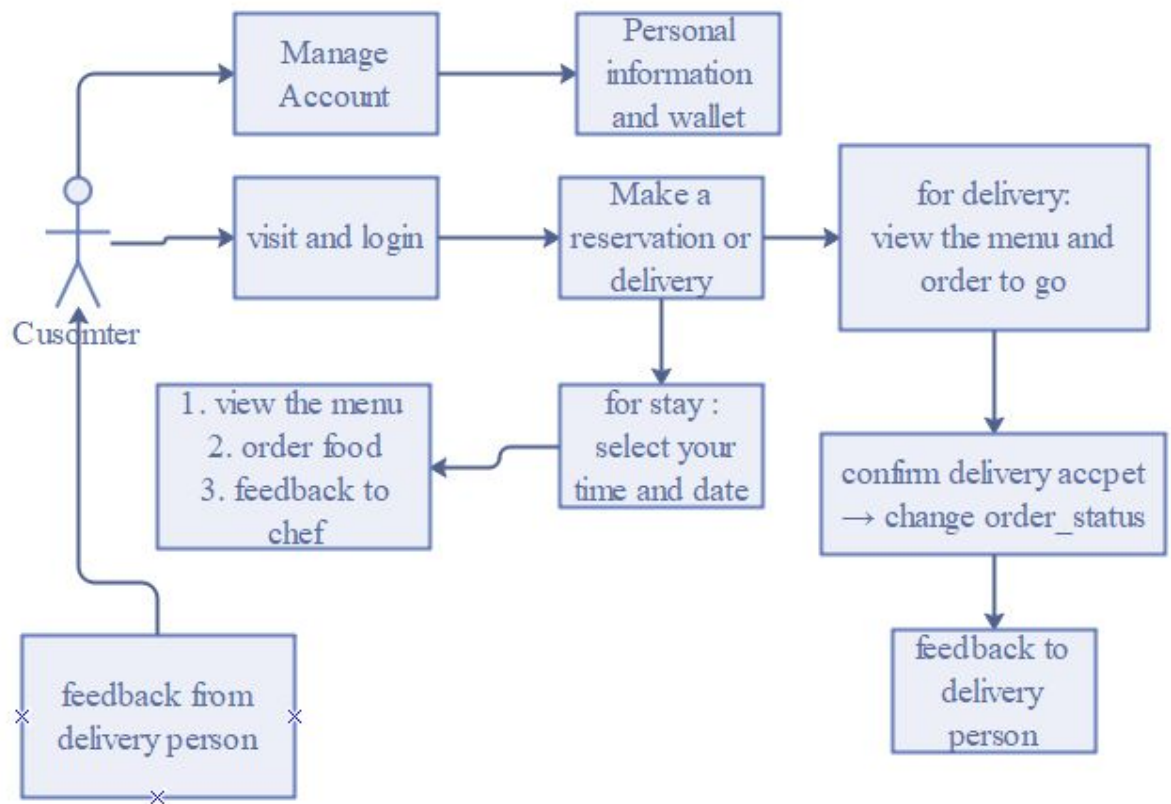 Manage
Account
Personal
information
and wallet
visit and login
Make a
reservation or
delivery
for delivery:
view the menu and
order to go
Cusomter
1. view the menu
2. order food
3. feedback to
chef
for stay :
select your
time and date
confirm delivery accpet
→ change order_status
feedback from
delivery person
feedback to
delivery
person